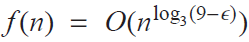 f(n) = O(n^{log_3(9−ϵ)})